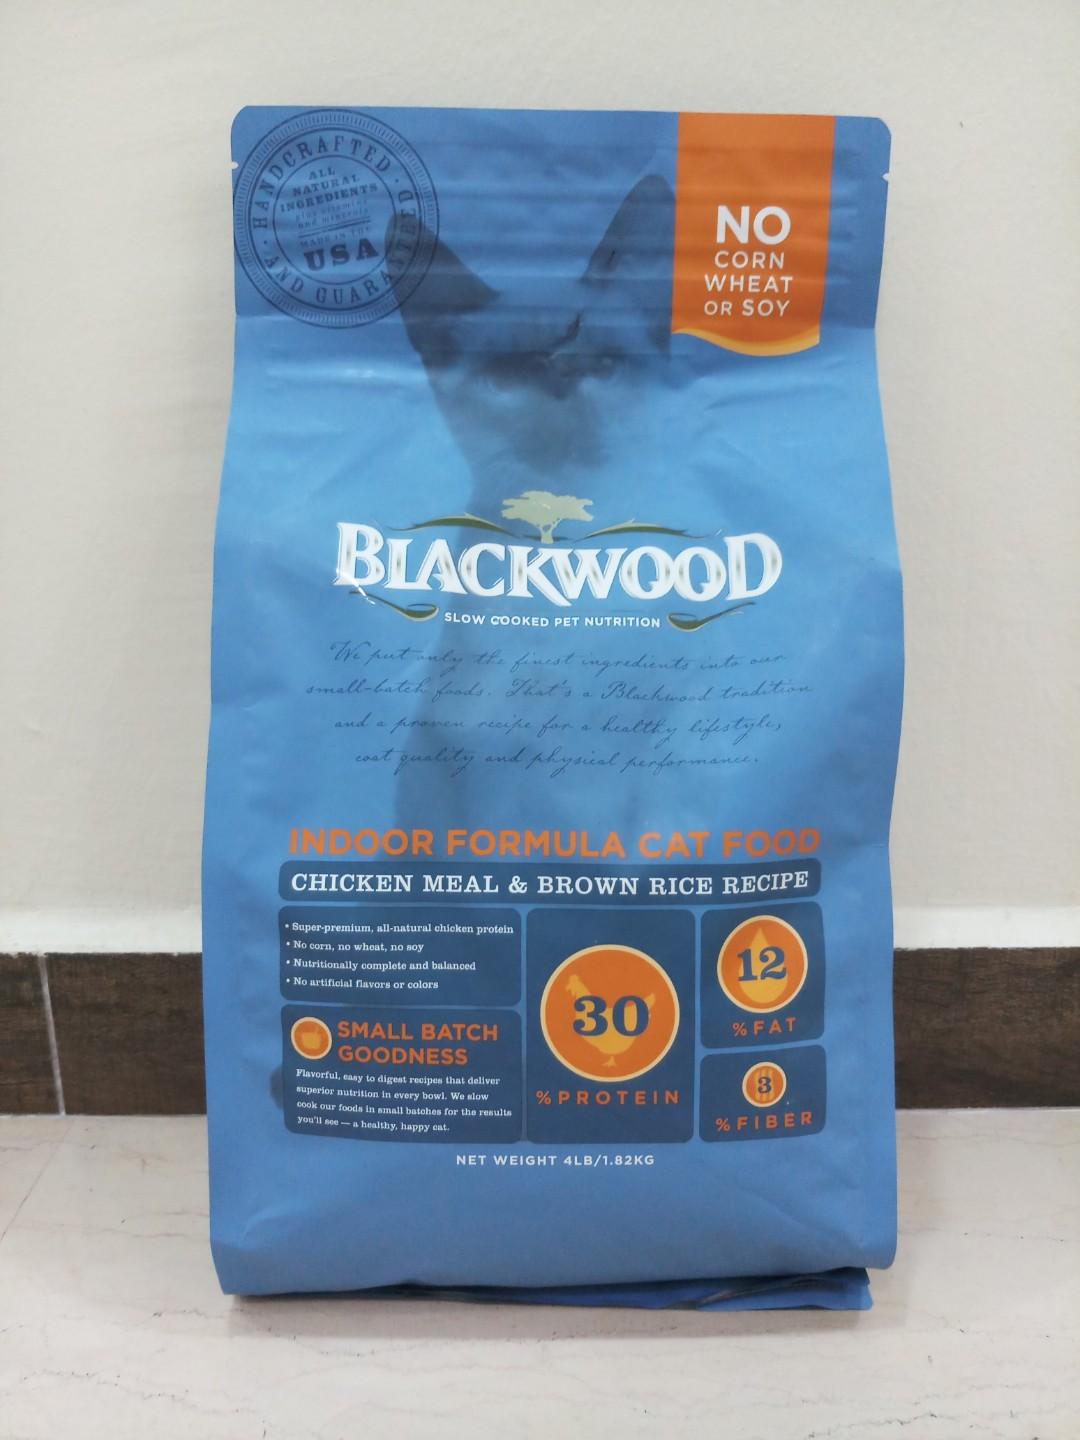 HANDCRAFTED · AND GUARANTEED ·
ALL
NATURAL
INGREDIENTS
plus vitamins
and minerals
MADE IN THE
USA
NO
CORN
WHEAT
OR SOY
BLACKWOOD
SLOW COOKED PET NUTRITION
We put only the finest ingredients into our
small-batch foods. That's a Blackwood tradition
and a proven recipe for a healthy lifestyle,
coat quality and physical performance.
INDOOR FORMULA CAT FOOD
CHICKEN MEAL & BROWN RICE RECIPE
• Super-premium, all-natural chicken protein
• No corn, no wheat, no soy
• Nutritionally complete and balanced
• No artificial flavors or colors
SMALL BATCH
GOODNESS
Flavorful, easy to digest recipes that deliver
superior nutrition in every bowl. We slow
cook our foods in small batches for the results
you'll see — a healthy, happy cat.
30
% PROTEIN
12
% FAT
3
% FIBER
NET WEIGHT 4LB/1.82KG